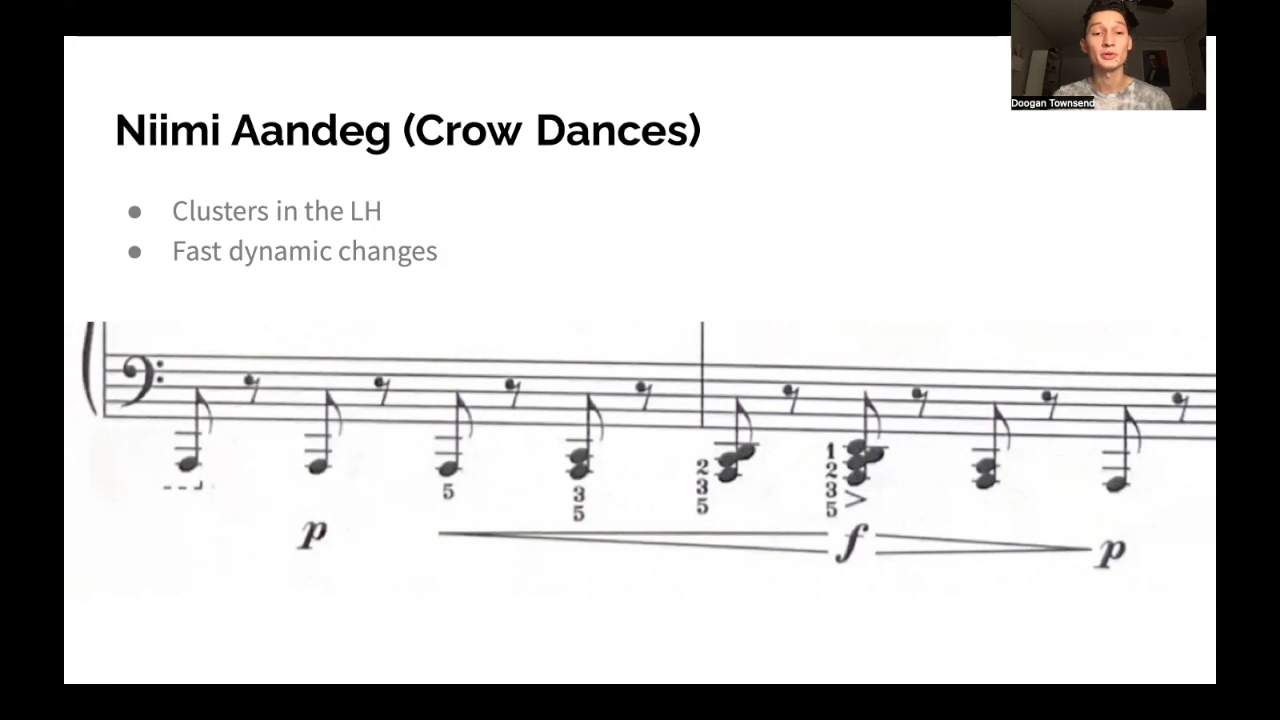 Doogan Townsend
Niimi Aandeg (Crow Dances)
● Clusters in the LH
● Fast dynamic changes
5
3
5
2
3
5
1
2
3
5
p
f
p